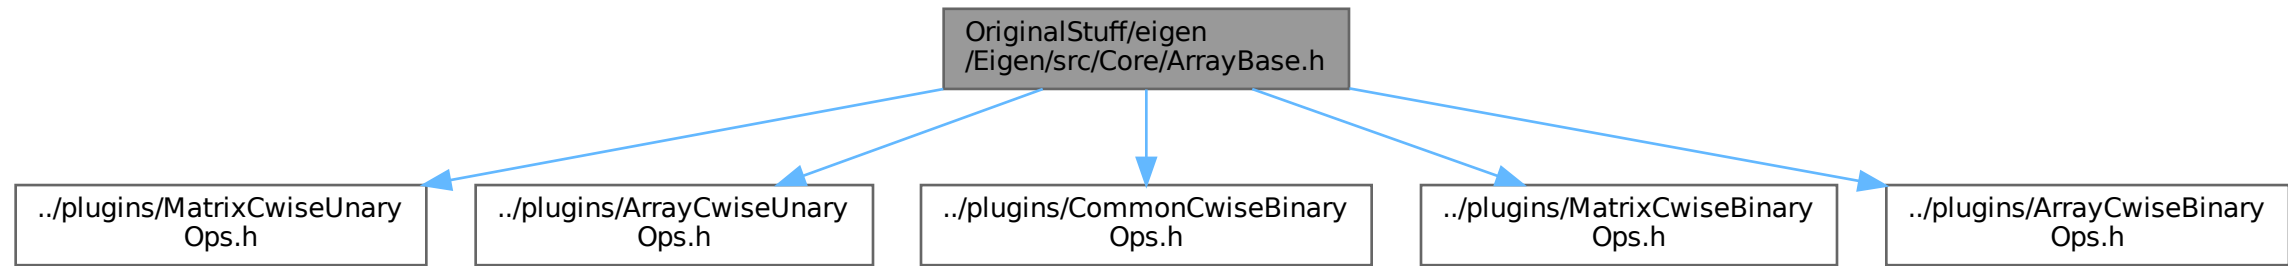 OriginalStuff/eigen
/Eigen/src/Core/ArrayBase.h
../plugins/MatrixCwiseUnary
Ops.h
../plugins/ArrayCwiseUnary
Ops.h
../plugins/CommonCwiseBinary
Ops.h
../plugins/MatrixCwiseBinary
Ops.h
../plugins/ArrayCwiseBinary
Ops.h